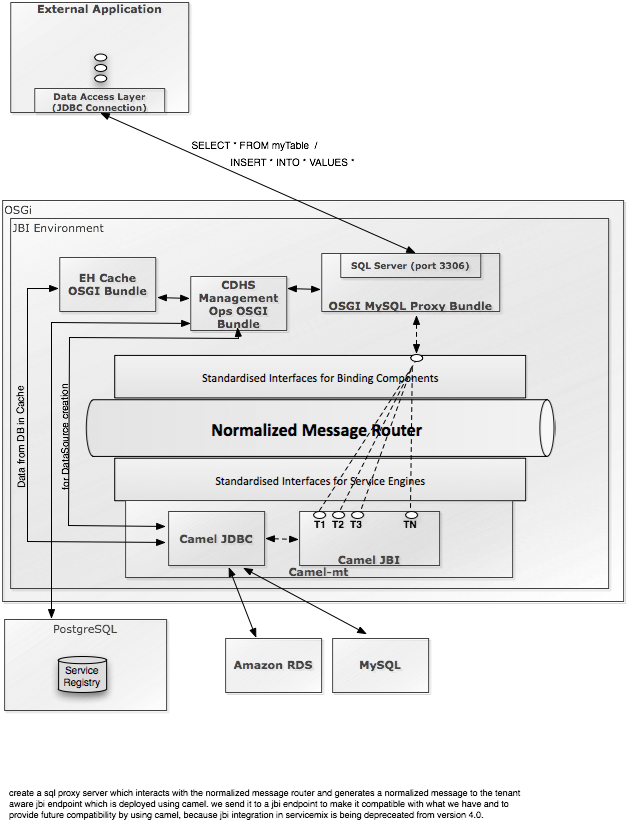 External Application
Data Access Layer
(JDBC Connection)
SELECT * FROM myTable /
INSERT * INTO * VALUES *
OSGi
JBI Environment
EH Cache
OSGI Bundle
CDHS
Management
Ops OSGI
Bundle
SQL Server (port 3306)
OSGI MySQL Proxy Bundle
Standardised Interfaces for Binding Components
Normalized Message Router
Standardised Interfaces for Service Engines
Data from DB in Cache
for DataSource creation
T1 T2 T3 TN
Camel JDBC
Camel JBI
Camel-mt
PostgreSQL
Service
Registry
Amazon RDS
MySQL
create a sql proxy server which interacts with the normalized message router and generates a normalized message to the tenant
aware jbi endpoint which is deployed using camel. we send it to a jbi endpoint to make it compatible with what we have and to
provide future compatibility by using camel, because jbi integration in servicemix is being depreceated from version 4.0.